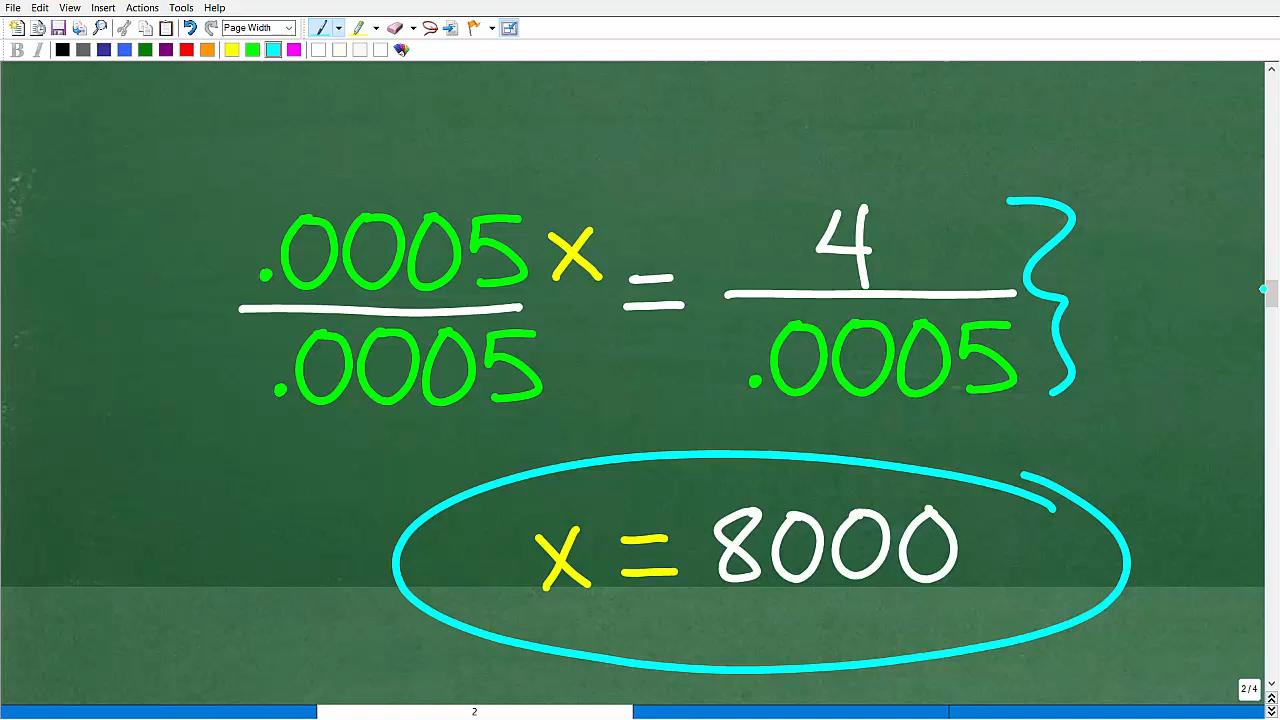 File Edit View Insert Actions Tools Help
Page Width
B I
.0005x = 4
.0005 .0005
x = 8000
2/4
2